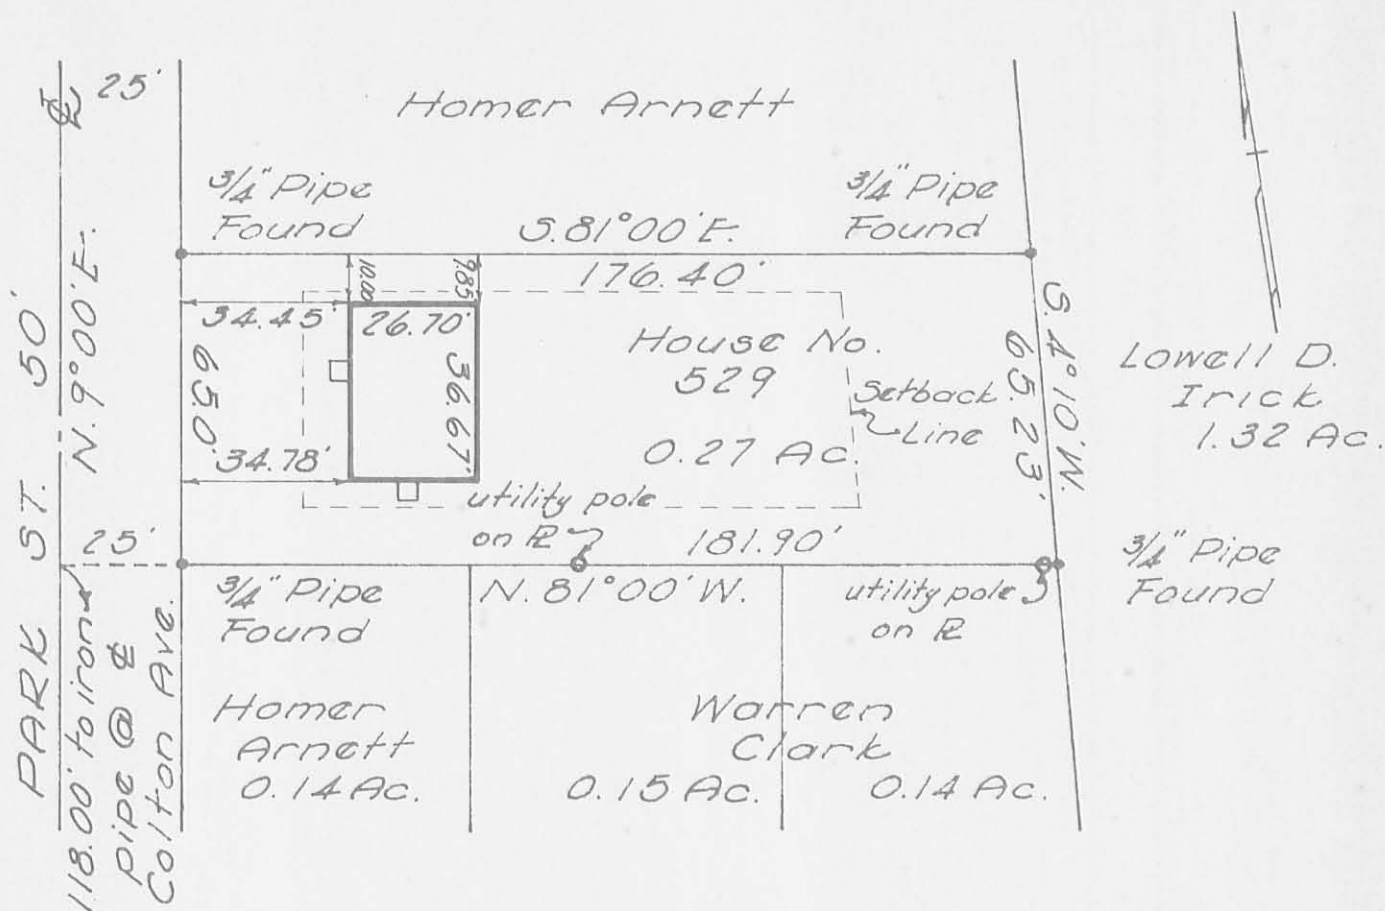 25'
℄
Homer Arnett
3/4" Pipe
Found
3/4" Pipe
Found
S.81°00'E.
176.40'
10.00
9.85
34.45'
26.70'
36.67'
65.0'
34.78'
House No.
529
0.27 Ac.
Setback
Line
S.4°10'W.
65.23'
Lowell D.
Irick
1.32 Ac.
PARK ST. 50'
N.9°00'E.
25'
utility pole
on ⅊
181.90'
N.81°00'W.
3/4" Pipe
Found
utility pole
on ⅊
3/4" Pipe
Found
118.00' to iron
pipe @ ℄
Colton Ave.
Homer
Arnett
0.14 Ac.
Warren
Clark
0.15 Ac.
0.14 Ac.